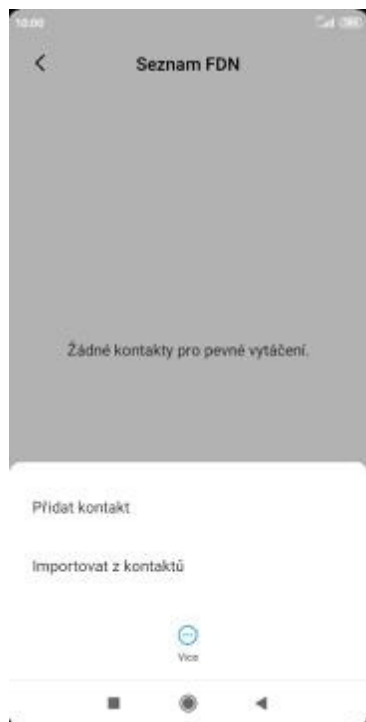 10:00
Seznam FDN
Žádné kontakty pro pevné vytáčení.
Přidat kontakt
Importovat z kontaktů
Více